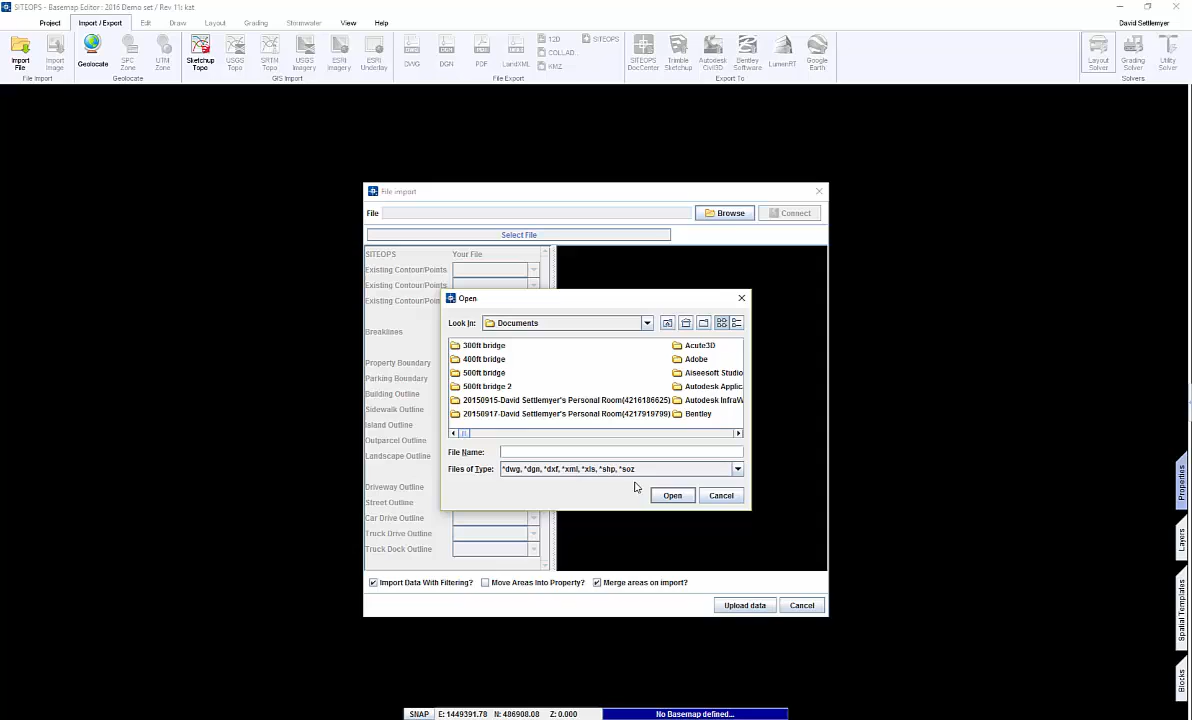 SITEOPS - Basemap Editor: 2016 Demo set / Rev 11: kat
Project Import / Export Edit Draw Layout Grading Stormwater View Help David Settlemyer
Import File
Import Image
Geolocate
SPC Zone
UTM Zone
Sketchup Topo
USGS Topo
SRTM Topo
USGS Imagery
ESRI Imagery
ESRI Underlay
DWG
DGN
PDF
LandXML
12D
COLLAD...
KMZ
SITEOPS
SITEOPS DocCenter
Trimble Sketchup
Autodesk Civil3D
Bentley Software
LumenRT
Google Earth
Layout Solver
Grading Solver
Utility Solver
File Import Geolocate GIS Import File Export Export To Solvers
File import
File Browse Connect
Select File
SITEOPS Your File
Existing Contour/Points
Existing Contour/Points
Existing Contour/Poin
Breaklines
Property Boundary
Parking Boundary
Building Outline
Sidewalk Outline
Island Outline
Outparcel Outline
Landscape Outline
Driveway Outline
Street Outline
Car Drive Outline
Truck Drive Outline
Truck Dock Outline
Open
Look In: Documents
300ft bridge Acute3D
400ft bridge Adobe
500ft bridge Aiseesoft Studio
500ft bridge 2 Autodesk Applic
20150915-David Settlemyer's Personal Room(4216186625) Autodesk InfraW
20150917-David Settlemyer's Personal Room(4217919799) Bentley
File Name:
Files of Type: *dwg, *dgn, *dxf, *xml, *xls, *shp, *soz
Open Cancel
Import Data With Filtering? Move Areas Into Property? Merge areas on import?
Upload data Cancel
Properties
Layers
Spatial Templates
Blocks
SNAP E: 1449391.78 N: 486908.08 Z: 0.000 No Basemap defined...